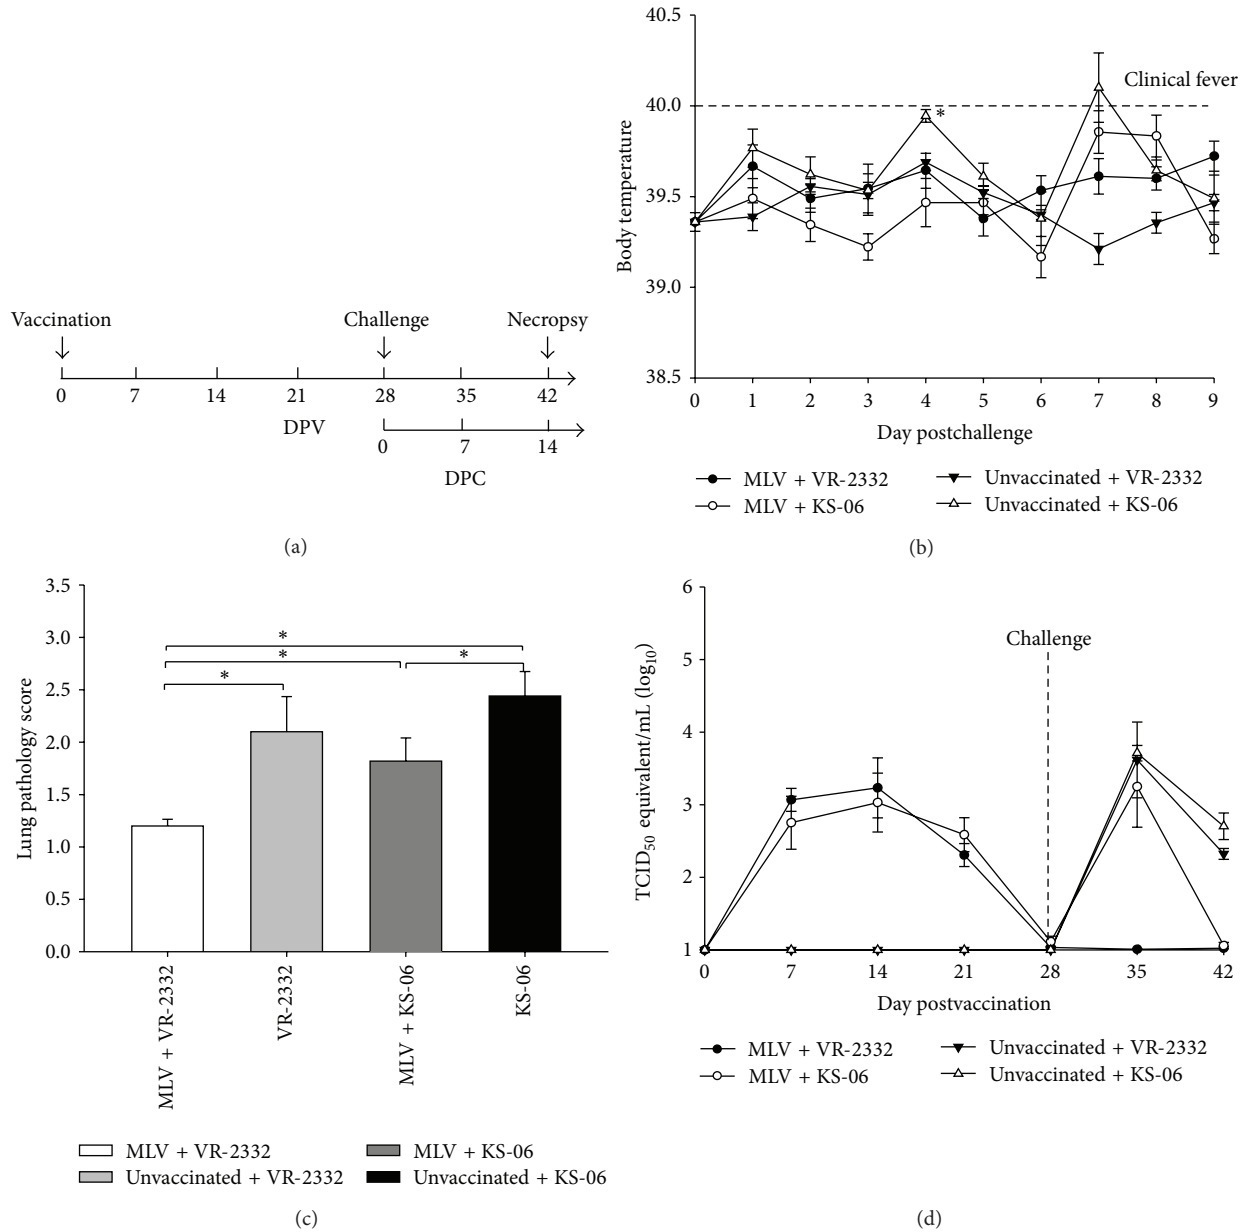 Vaccination
Challenge
Necropsy
0 7 14 21 28 35 42
DPV
0 7 14
DPC
(a)
40.5
40.0
39.5
39.0
38.5
Body temperature
Clinical fever
*
0 1 2 3 4 5 6 7 8 9
Day postchallenge
MLV + VR-2332
MLV + KS-06
Unvaccinated + VR-2332
Unvaccinated + KS-06
(b)
3.5
3.0
2.5
2.0
1.5
1.0
0.5
0.0
Lung pathology score
*
*
*
*
MLV + VR-2332
VR-2332
MLV + KS-06
KS-06
MLV + VR-2332
Unvaccinated + VR-2332
MLV + KS-06
Unvaccinated + KS-06
(c)
6
5
4
3
2
1
TCID50 equivalent/mL (log10)
Challenge
0 7 14 21 28 35 42
Day postvaccination
MLV + VR-2332
MLV + KS-06
Unvaccinated + VR-2332
Unvaccinated + KS-06
(d)